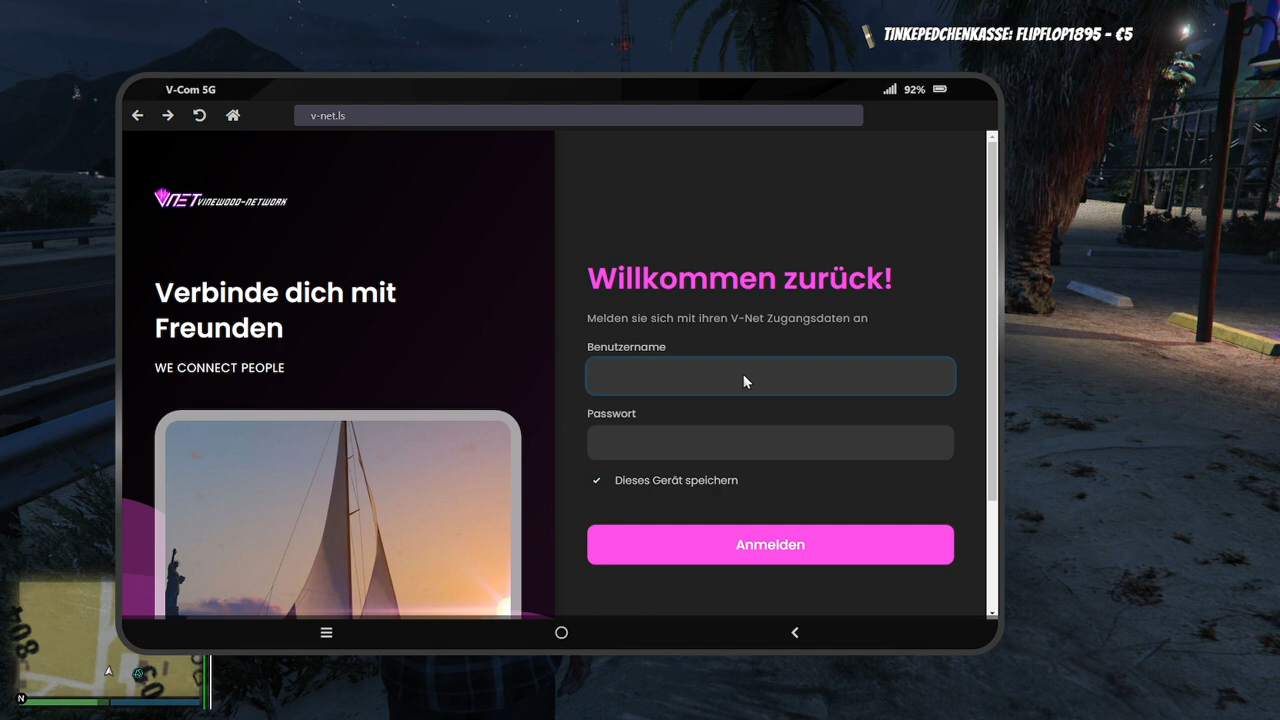 TINKEPEDCHENKASSE: FLIPFLOP1895 - €5
V-Com 5G
92%
v-net.ls
VNET VINEWOOD-NETWORK
Verbinde dich mit
Freunden
WE CONNECT PEOPLE
Willkommen zurück!
Melden sie sich mit ihren V-Net Zugangsdaten an
Benutzername
Passwort
Dieses Gerät speichern
Anmelden
N